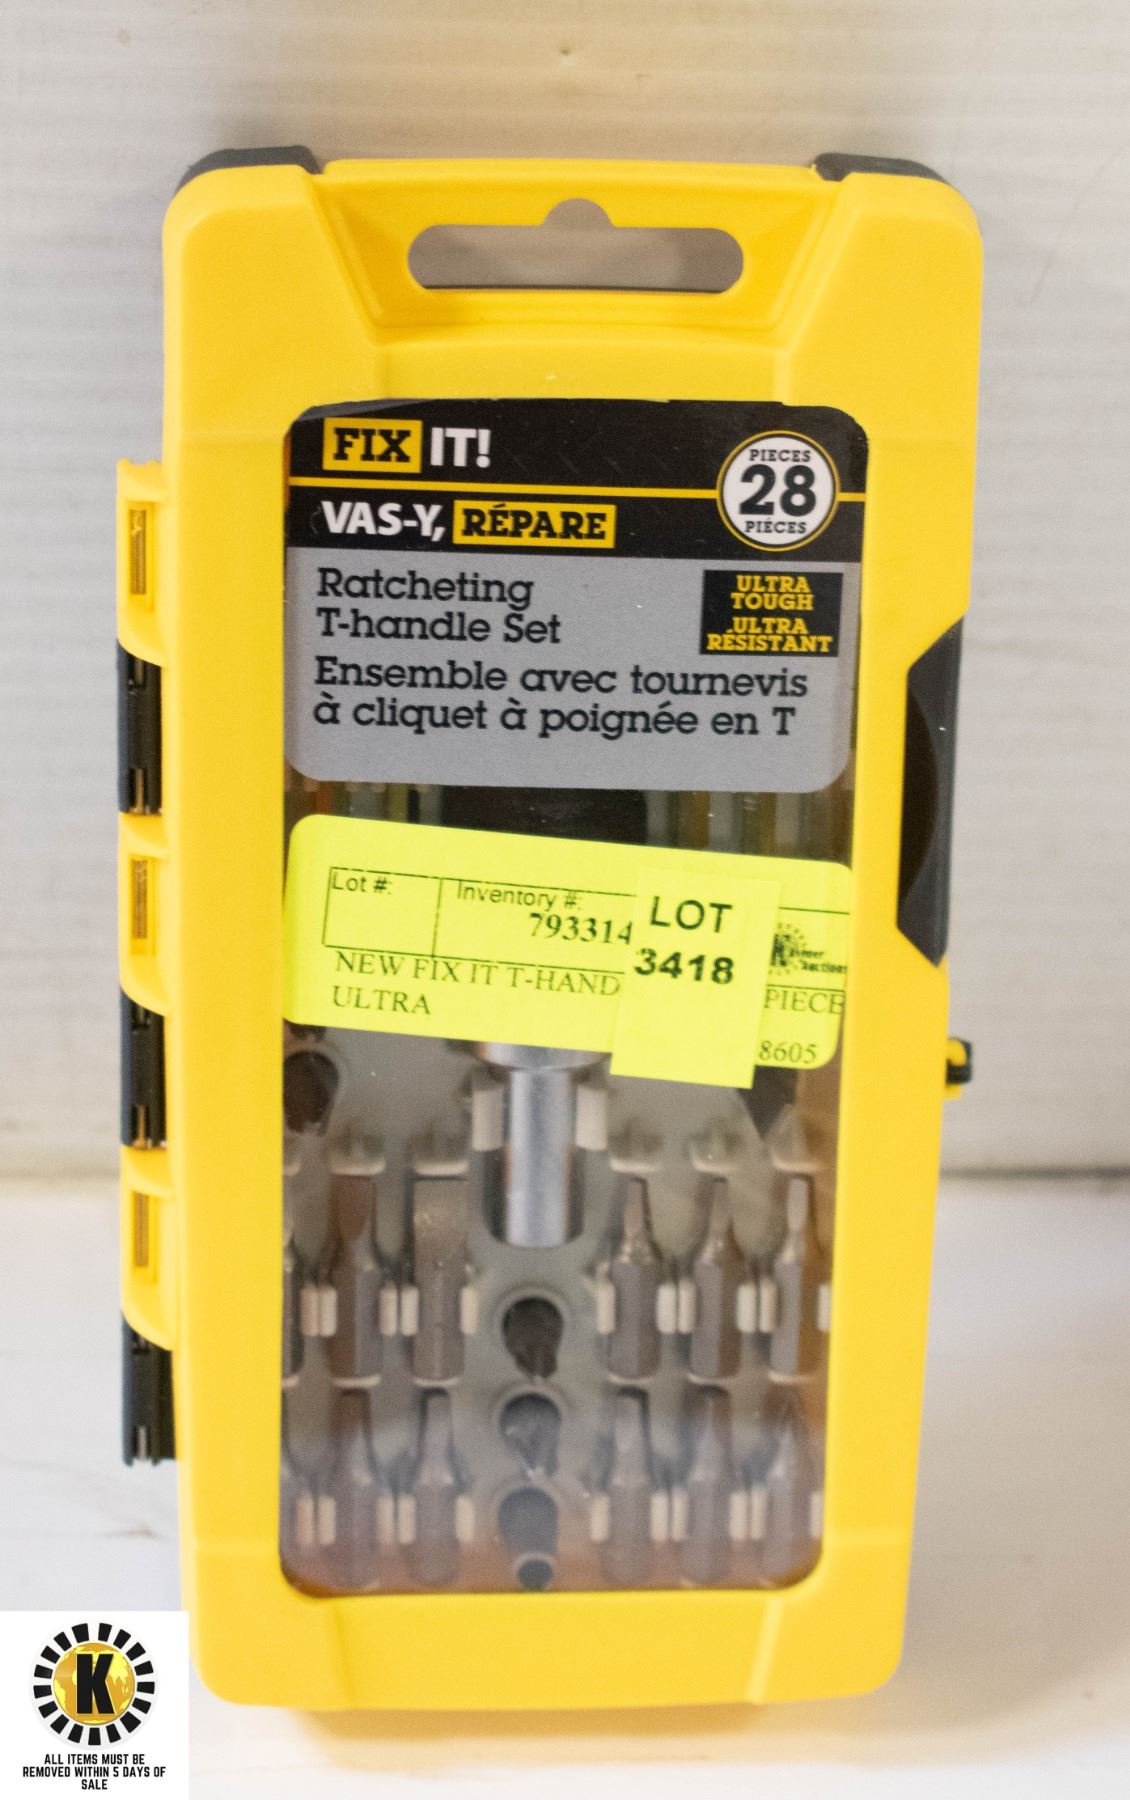 FIX IT!
VAS-Y, RÉPARE
PIECES
28
PIÉCES
Ratcheting
T-handle Set
Ensemble avec tournevis
à cliquet à poignée en T
ULTRA
TOUGH
ULTRA
RÉSISTANT
Lot #:
Inventory #:
793314
LOT
3418
NEW FIX IT T-HAND PIECE
ULTRA
8605
K
ALL ITEMS MUST BE
REMOVED WITHIN 5 DAYS OF
SALE